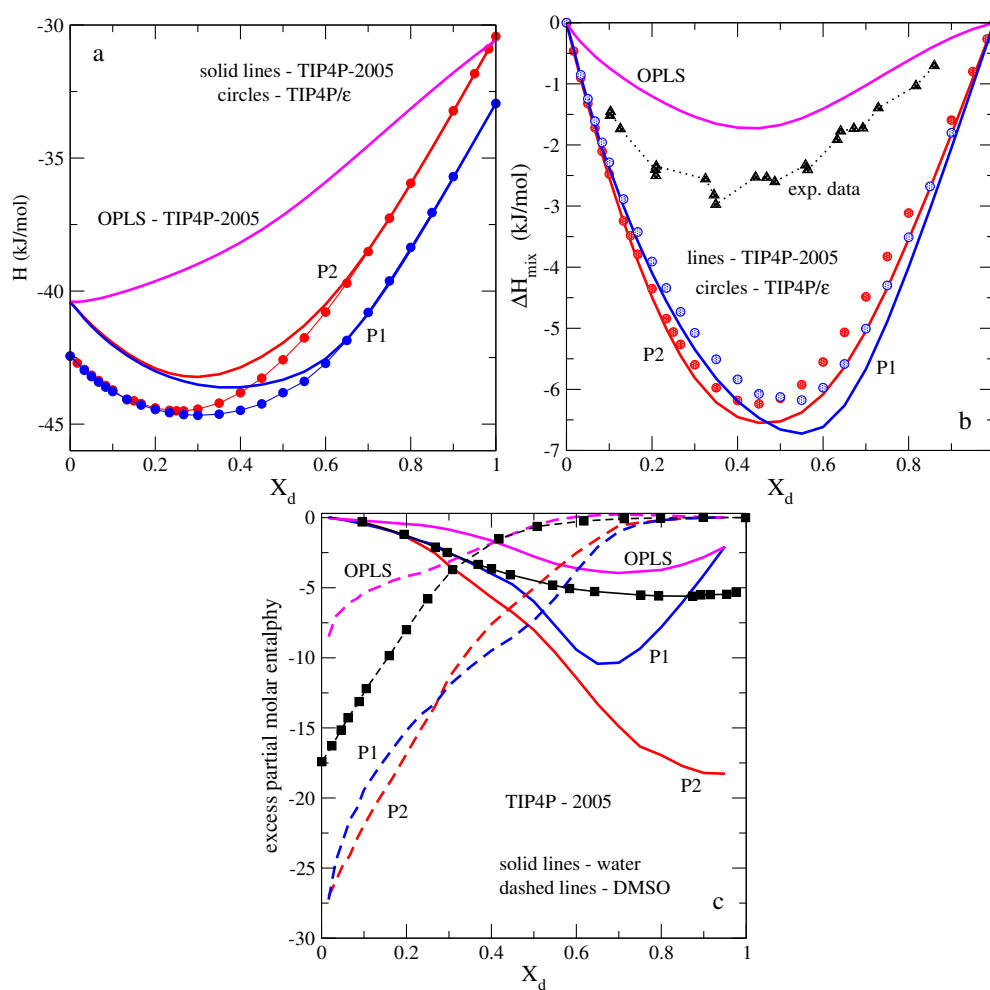 a
solid lines - TIP4P-2005
circles - TIP4P/ε
OPLS - TIP4P-2005
P2
P1
H (kJ/mol)
-30
-35
-40
-45
0
0.2
0.4
0.6
0.8
1
X_d
OPLS
exp. data
lines - TIP4P-2005
circles - TIP4P/ε
P2
P1
b
ΔH_mix (kJ/mol)
0
-1
-2
-3
-4
-5
-6
-7
0
0.2
0.4
0.6
0.8
X_d
OPLS
OPLS
P1
P1
P2
P2
TIP4P - 2005
solid lines - water
dashed lines - DMSO
c
excess partial molar entalphy
0
-5
-10
-15
-20
-25
-30
0
0.2
0.4
0.6
0.8
1
X_d